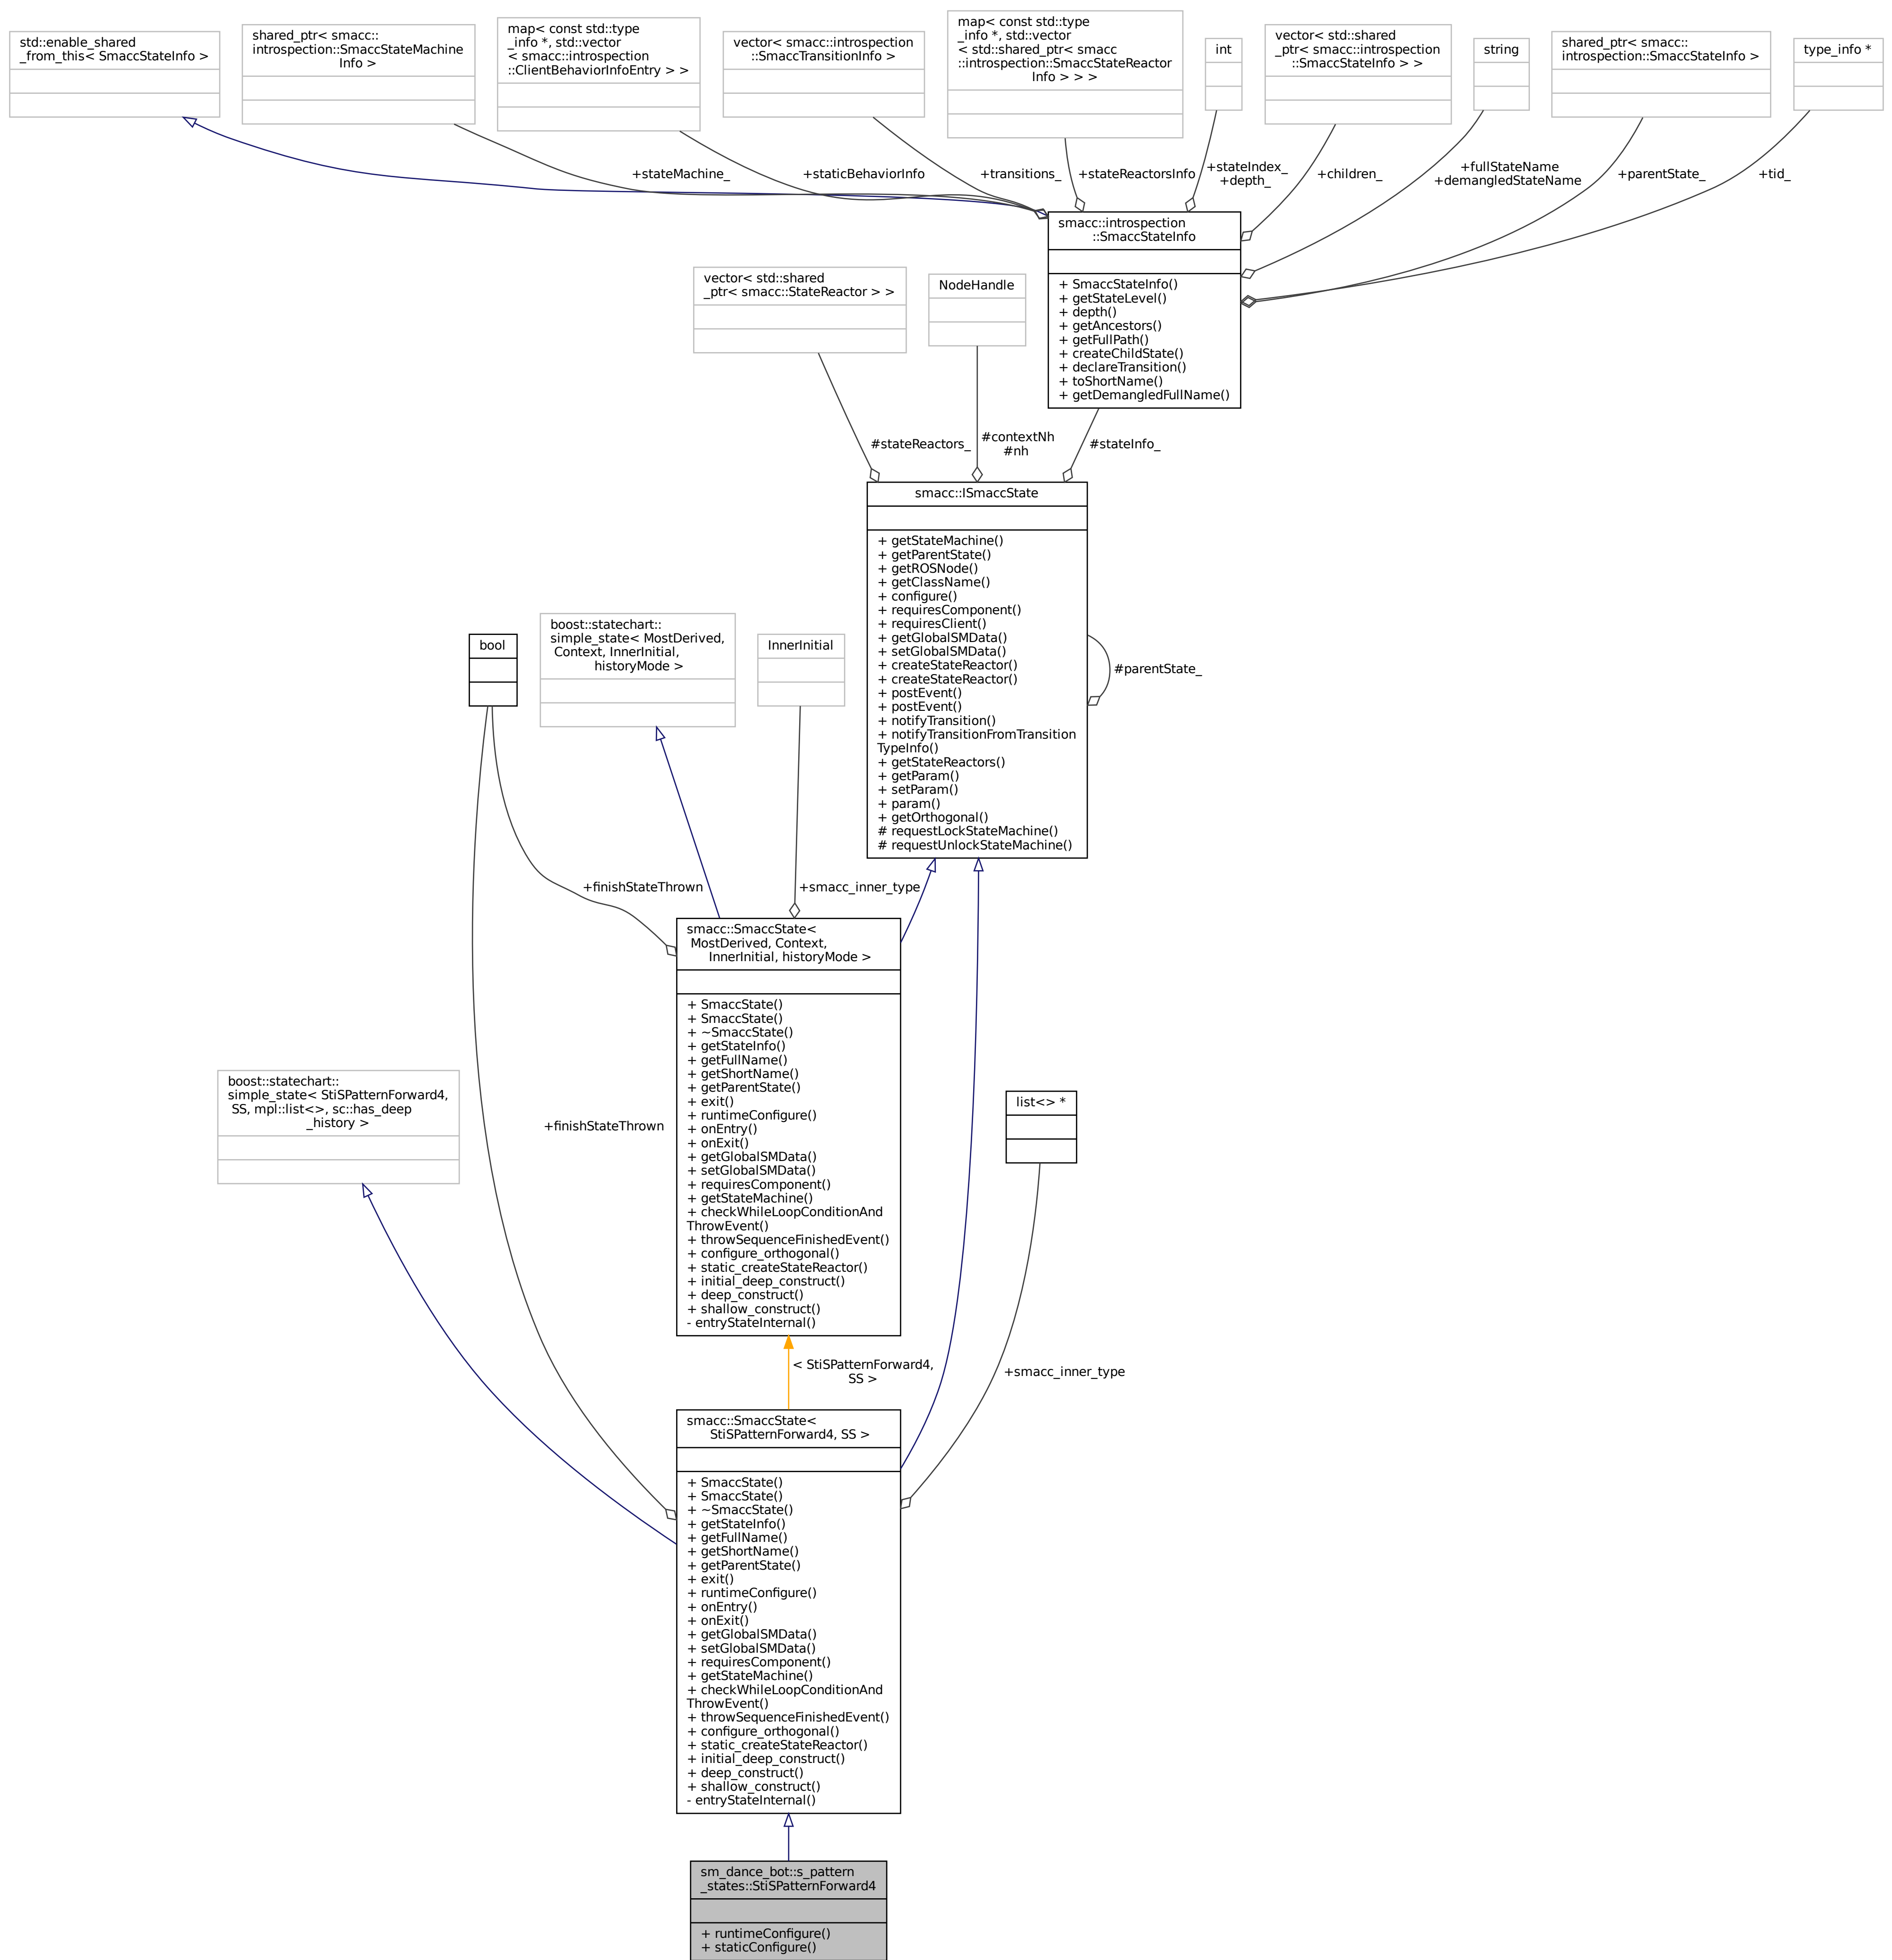 std::enable_shared
_from_this< SmaccStateInfo >
shared_ptr< smacc::
introspection::SmaccStateMachine
Info >
map< const std::type
_info *, std::vector
< smacc::introspection
::ClientBehaviorInfoEntry > >
vector< smacc::introspection
::SmaccTransitionInfo >
map< const std::type
_info *, std::vector
< std::shared_ptr< smacc
::introspection::SmaccStateReactor
Info > > >
int
vector< std::shared
_ptr< smacc::introspection
::SmaccStateInfo > >
string
shared_ptr< smacc::
introspection::SmaccStateInfo >
type_info *
+stateMachine_
+staticBehaviorInfo
+transitions_
+stateReactorsInfo
+stateIndex_
+depth_
+children_
+fullStateName
+demangledStateName
+parentState_
+tid_
smacc::introspection
::SmaccStateInfo
+ SmaccStateInfo()
+ getStateLevel()
+ depth()
+ getAncestors()
+ getFullPath()
+ createChildState()
+ declareTransition()
+ toShortName()
+ getDemangledFullName()
vector< std::shared
_ptr< smacc::StateReactor > >
NodeHandle
#stateReactors_
#contextNh
#nh
#stateInfo_
smacc::ISmaccState
+ getStateMachine()
+ getParentState()
+ getROSNode()
+ getClassName()
+ configure()
+ requiresComponent()
+ requiresClient()
+ getGlobalSMData()
+ setGlobalSMData()
+ createStateReactor()
+ createStateReactor()
+ postEvent()
+ postEvent()
+ notifyTransition()
+ notifyTransitionFromTransition
TypeInfo()
+ getStateReactors()
+ getParam()
+ setParam()
+ param()
+ getOrthogonal()
# requestLockStateMachine()
# requestUnlockStateMachine()
#parentState_
bool
boost::statechart::
simple_state< MostDerived,
Context, InnerInitial,
historyMode >
InnerInitial
+finishStateThrown
+smacc_inner_type
smacc::SmaccState<
MostDerived, Context,
InnerInitial, historyMode >
+ SmaccState()
+ SmaccState()
+ ~SmaccState()
+ getStateInfo()
+ getFullName()
+ getShortName()
+ getParentState()
+ exit()
+ runtimeConfigure()
+ onEntry()
+ onExit()
+ getGlobalSMData()
+ setGlobalSMData()
+ requiresComponent()
+ getStateMachine()
+ checkWhileLoopConditionAnd
ThrowEvent()
+ throwSequenceFinishedEvent()
+ configure_orthogonal()
+ static_createStateReactor()
+ initial_deep_construct()
+ deep_construct()
+ shallow_construct()
- entryStateInternal()
boost::statechart::
simple_state< StiSPatternForward4,
SS, mpl::list<>, sc::has_deep
_history >
+finishStateThrown
list<> *
< StiSPatternForward4,
SS >
+smacc_inner_type
smacc::SmaccState<
StiSPatternForward4, SS >
+ SmaccState()
+ SmaccState()
+ ~SmaccState()
+ getStateInfo()
+ getFullName()
+ getShortName()
+ getParentState()
+ exit()
+ runtimeConfigure()
+ onEntry()
+ onExit()
+ getGlobalSMData()
+ setGlobalSMData()
+ requiresComponent()
+ getStateMachine()
+ checkWhileLoopConditionAnd
ThrowEvent()
+ throwSequenceFinishedEvent()
+ configure_orthogonal()
+ static_createStateReactor()
+ initial_deep_construct()
+ deep_construct()
+ shallow_construct()
- entryStateInternal()
sm_dance_bot::s_pattern
_states::StiSPatternForward4
+ runtimeConfigure()
+ staticConfigure()